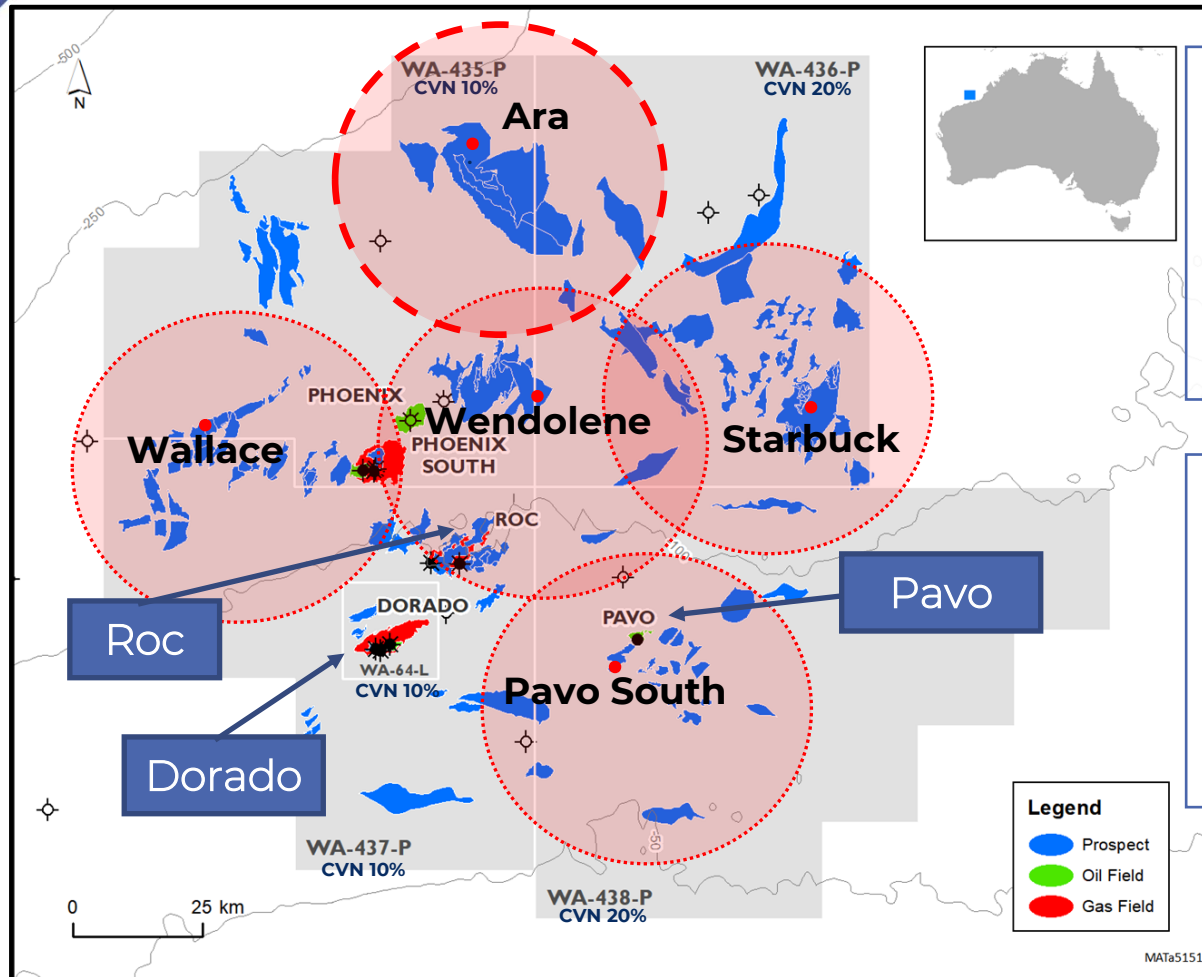 -500
N
WA-435-P
CVN 10%
WA-436-P
CVN 20%
Ara
-250
PHOENIX
Wendolene
PHOENIX
SOUTH
Wallace
Starbuck
ROC
-100
Roc
DORADO
WA-64-L
CVN 10%
PAVO
Pavo
Pavo South
Dorado
-50
WA-437-P
CVN 10%
WA-438-P
CVN 20%
0 25 km
Legend
Prospect
Oil Field
Gas Field
MATa5151